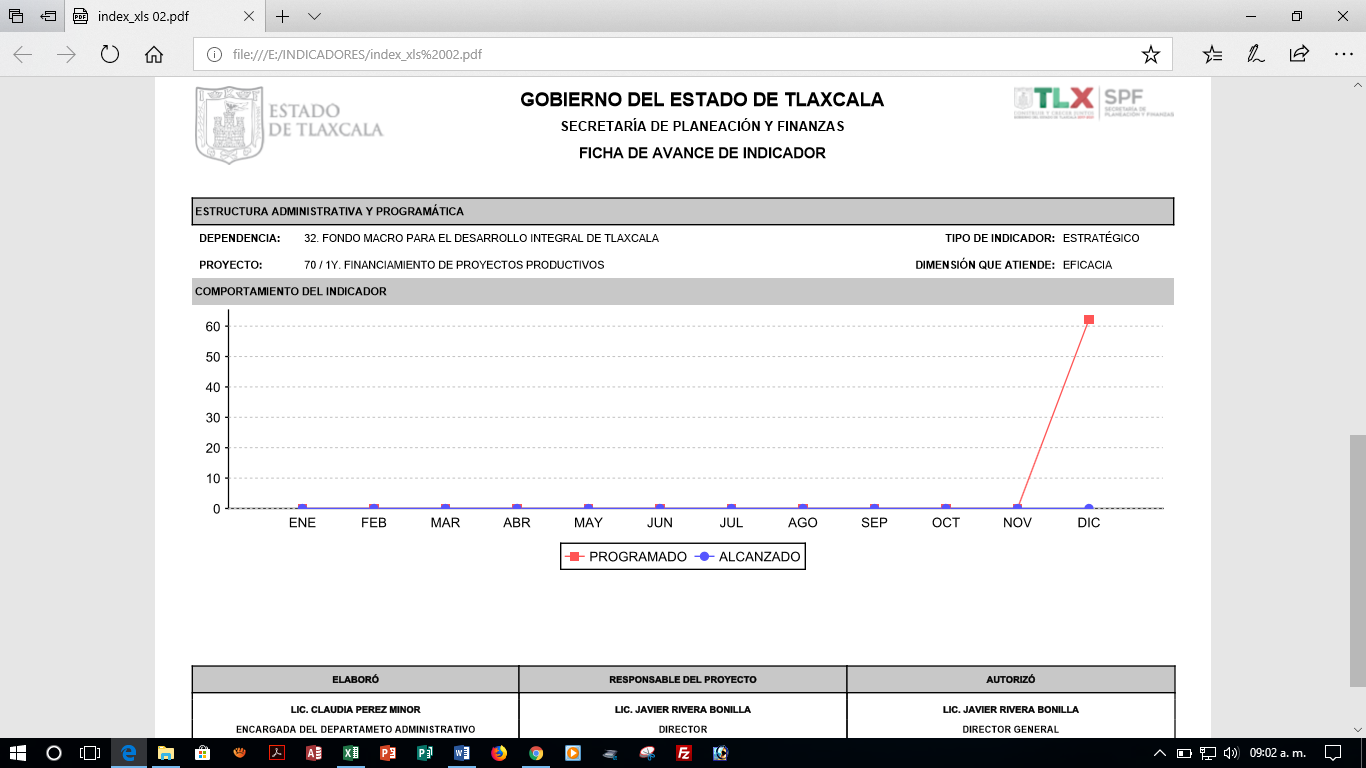 index_xls 02.pdf
file:///E:/INDICADORES/index_xls%2002.pdf
ESTADO
DE TLAXCALA
GOBIERNO DEL ESTADO DE TLAXCALA
SECRETARÍA DE PLANEACIÓN Y FINANZAS
FICHA DE AVANCE DE INDICADOR
TLX
CONSTRUIR Y CRECER JUNTOS
SPF
SECRETARÍA DE
PLANEACIÓN Y FINANZAS
ESTRUCTURA ADMINISTRATIVA Y PROGRAMÁTICA
DEPENDENCIA: 32. FONDO MACRO PARA EL DESARROLLO INTEGRAL DE TLAXCALA TIPO DE INDICADOR: ESTRATÉGICO
PROYECTO: 70 / 1Y. FINANCIAMIENTO DE PROYECTOS PRODUCTIVOS DIMENSIÓN QUE ATIENDE: EFICACIA
COMPORTAMIENTO DEL INDICADOR
60
50
40
30
20
10
0
ENE FEB MAR ABR MAY JUN JUL AGO SEP OCT NOV DIC
PROGRAMADO ALCANZADO
ELABORÓ RESPONSABLE DEL PROYECTO AUTORIZÓ
LIC. CLAUDIA PEREZ MINOR LIC. JAVIER RIVERA BONILLA LIC. JAVIER RIVERA BONILLA
ENCARGADA DEL DEPARTAMETO ADMINISTRATIVO DIRECTOR DIRECTOR GENERAL
09:02 a. m.